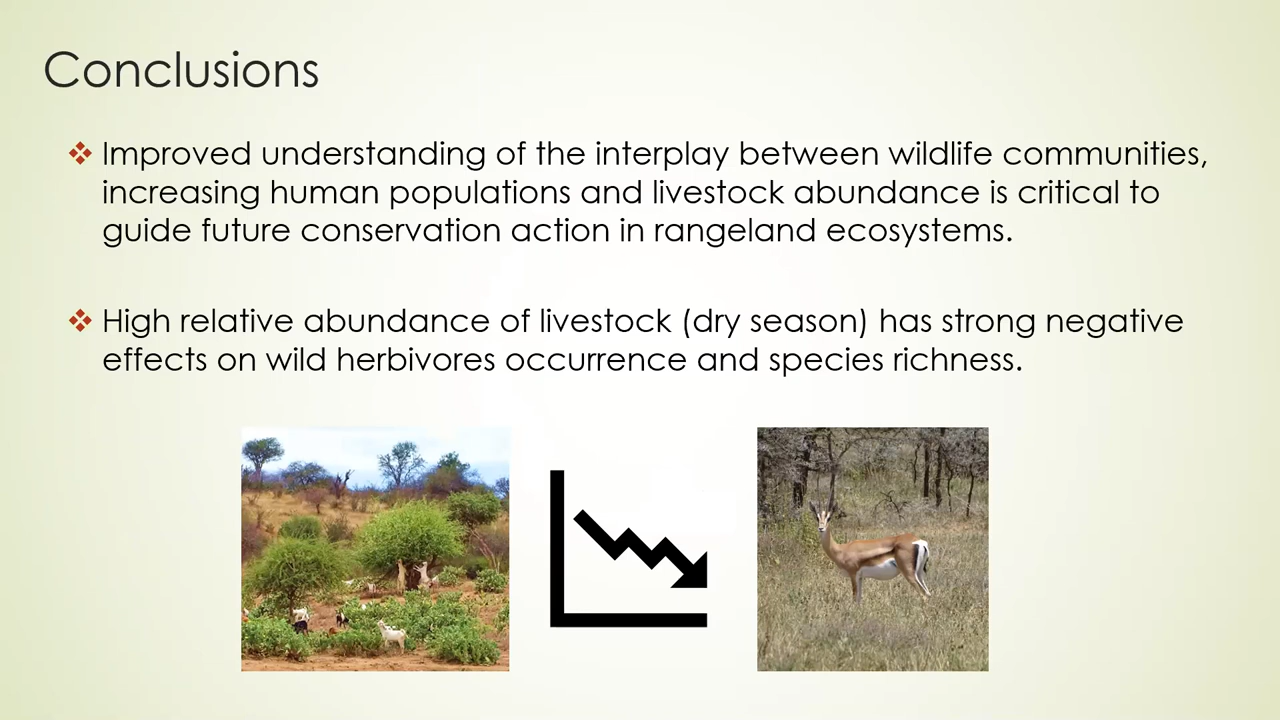 Conclusions
Improved understanding of the interplay between wildlife communities,
increasing human populations and livestock abundance is critical to
guide future conservation action in rangeland ecosystems.
High relative abundance of livestock (dry season) has strong negative
effects on wild herbivores occurrence and species richness.